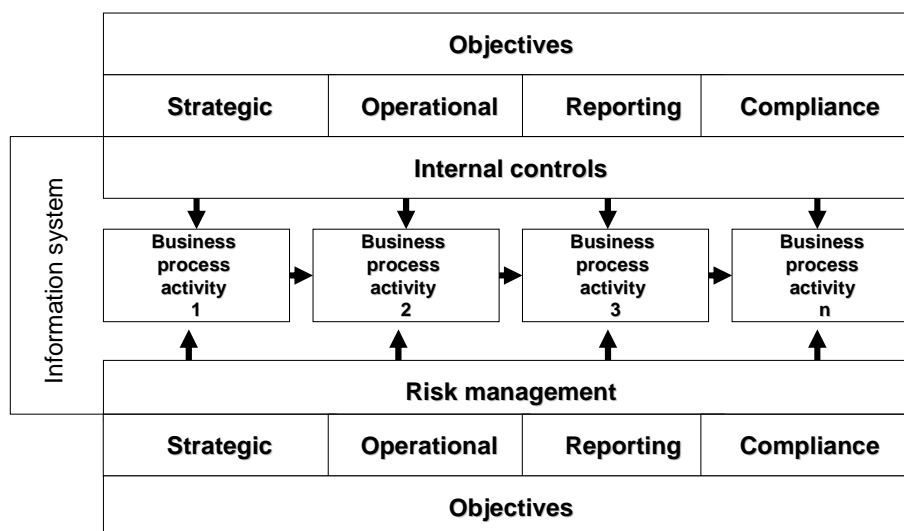 Objectives
Strategic
Operational
Reporting
Compliance
Information system
Internal controls
Business
process
activity
1
Business
process
activity
2
Business
process
activity
3
Business
process
activity
n
Risk management
Strategic
Operational
Reporting
Compliance
Objectives